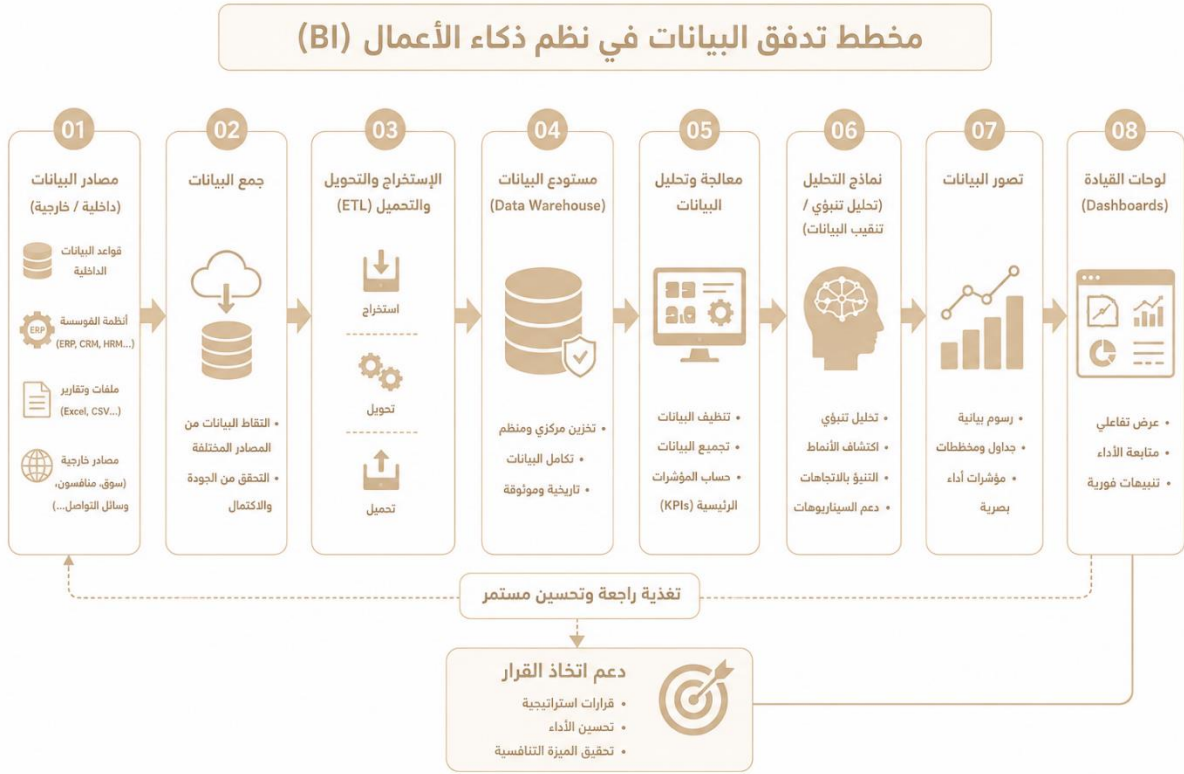 مخطط تدفق البيانات في نظم ذكاء الأعمال (BI)
01
مصادر البيانات
(داخلية / خارجية)
قواعد البيانات
الداخلية
ERP
أنظمة المؤسسة
(ERP, CRM, HRM...)
ملفات وتقارير
(Excel, CSV...)
مصادر خارجية
(سوق، منافسون،
وسائل التواصل...)
02
جمع البيانات
• التقاط البيانات من
المصادر المختلفة
• التحقق من الجودة
والاكتمال
03
الإستخراج والتحويل
والتحميل (ETL)
استخراج
تحويل
تحميل
04
مستودع البيانات
(Data Warehouse)
• تخزين مركزي ومنظم
• تكامل البيانات
• تاريخية وموثوقة
05
معالجة وتحليل
البيانات
• تنظيف البيانات
• تجميع البيانات
• حساب المؤشرات
الرئيسية (KPIs)
06
نماذج التحليل
(تحليل تنبؤي /
تنقيب البيانات)
• تحليل تنبؤي
• اكتشاف الأنماط
• التنبؤ بالاتجاهات
• دعم السيناريوهات
07
تصور البيانات
• رسوم بيانية
• جداول ومخططات
• مؤشرات أداء
بصرية
08
لوحات القيادة
(Dashboards)
• عرض تفاعلي
• متابعة الأداء
• تنبيهات فورية
تغذية راجعة وتحسين مستمر
دعم اتخاذ القرار
• قرارات استراتيجية
• تحسين الأداء
• تحقيق الميزة التنافسية